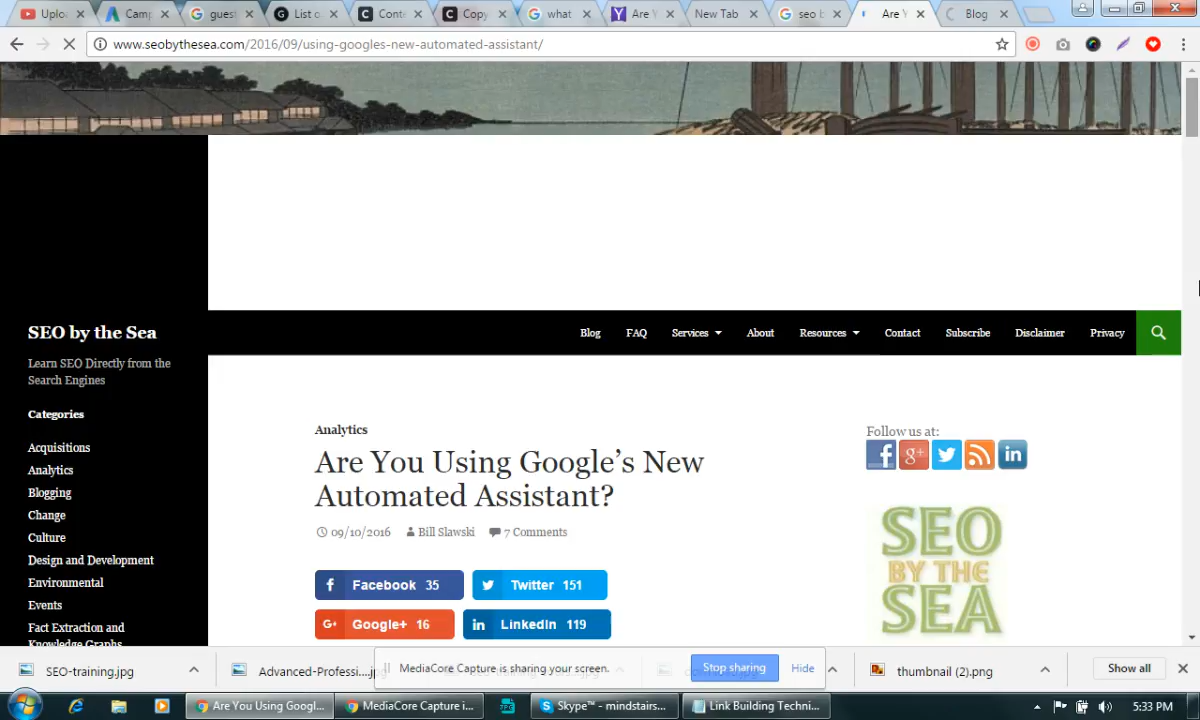 Uploa
Camp
guest
List o
Conte
Copy
what
Are Y
New Tab
seo b
Are Y
Blog
www.seobythesea.com/2016/09/using-googles-new-automated-assistant/
SEO by the Sea
Blog FAQ Services About Resources Contact Subscribe Disclaimer Privacy
Learn SEO Directly from the
Search Engines
Categories
Acquisitions
Analytics
Blogging
Change
Culture
Design and Development
Environmental
Events
Fact Extraction and
Knowledge Graphs
Analytics
Are You Using Google’s New
Automated Assistant?
09/10/2016 Bill Slawski 7 Comments
Facebook 35
Twitter 151
Google+ 16
LinkedIn 119
Follow us at:
SEO
BY THE
SEA
SEO-training.jpg
Advanced-Professi....jpg
MediaCore Capture is sharing your screen.
Stop sharing
Hide
thumbnail (2).png
Show all
Are You Using Googl...
MediaCore Capture i...
Skype™ - mindstairs...
Link Building Techni...
5:33 PM